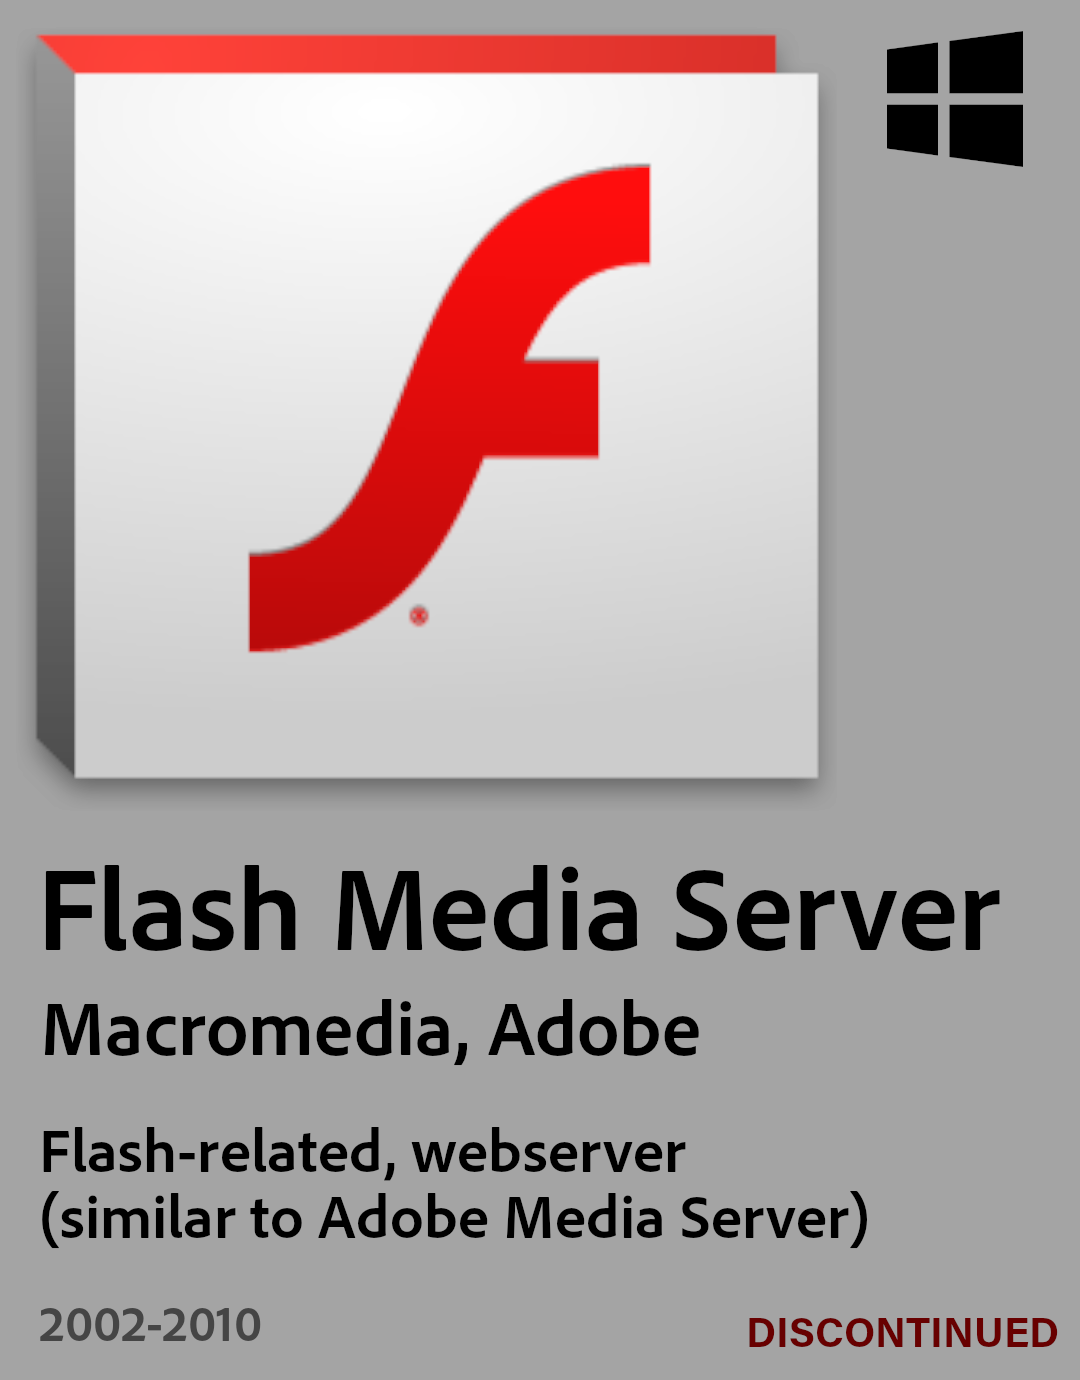 Flash Media Server
Macromedia, Adobe
Flash-related, webserver
(similar to Adobe Media Server)
2002-2010
DISCONTINUED